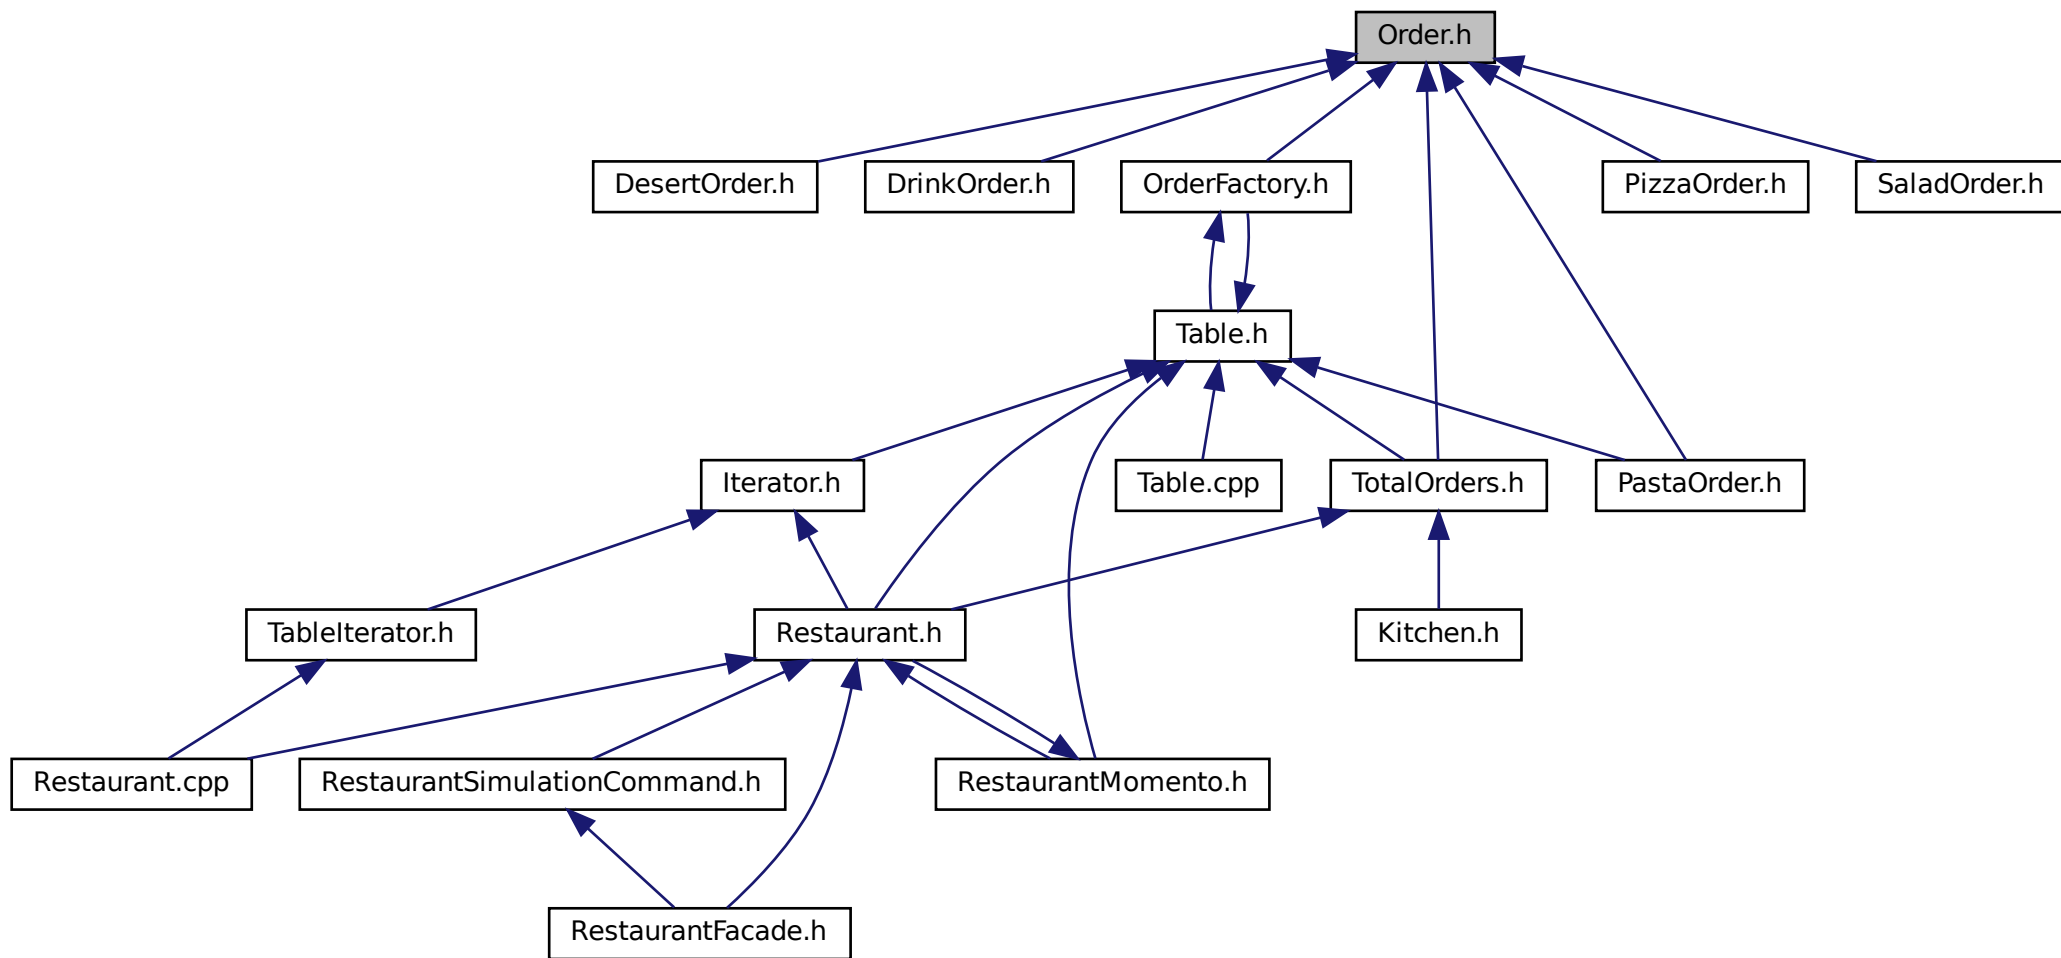 Order.h
DesertOrder.h
DrinkOrder.h
OrderFactory.h
PizzaOrder.h
SaladOrder.h
Table.h
Iterator.h
Table.cpp
TotalOrders.h
PastaOrder.h
TableIterator.h
Restaurant.h
Kitchen.h
Restaurant.cpp
RestaurantSimulationCommand.h
RestaurantMomento.h
RestaurantFacade.h